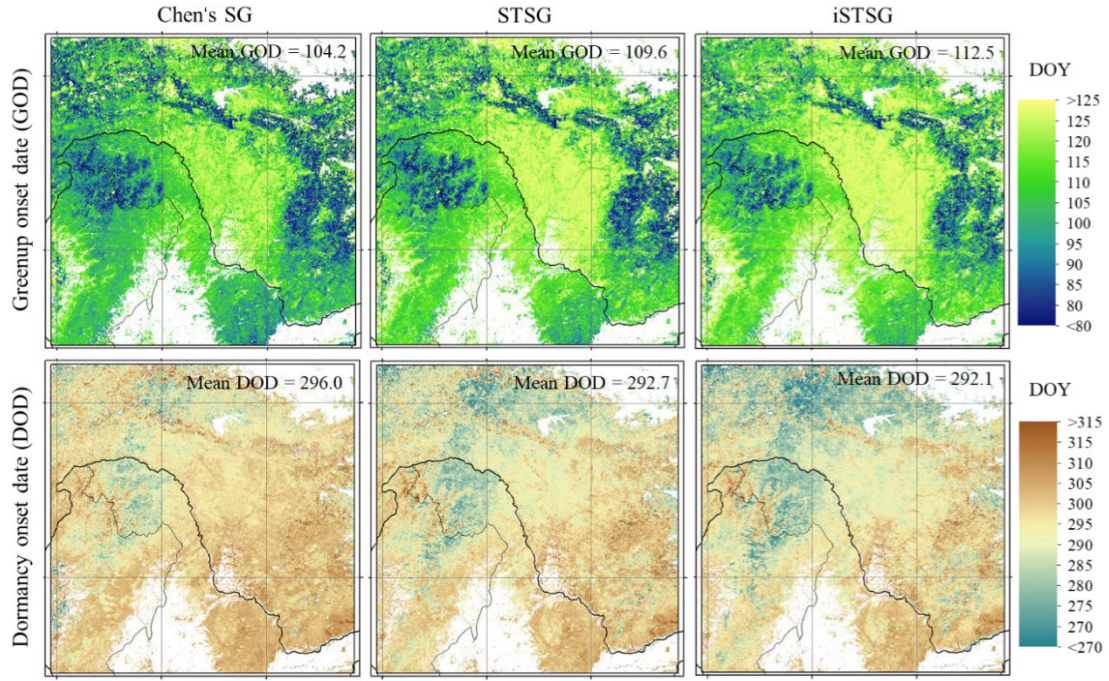 Chen‘s SG
STSG
iSTSG
Greenup onset date (GOD)
Mean GOD = 104.2
Mean GOD = 109.6
Mean GOD = 112.5
DOY
>125
120
115
110
105
100
95
90
85
80
<80
Dormancy onset date (DOD)
Mean DOD = 296.0
Mean DOD = 292.7
Mean DOD = 292.1
DOY
>315
310
305
300
295
290
285
280
275
270
<270